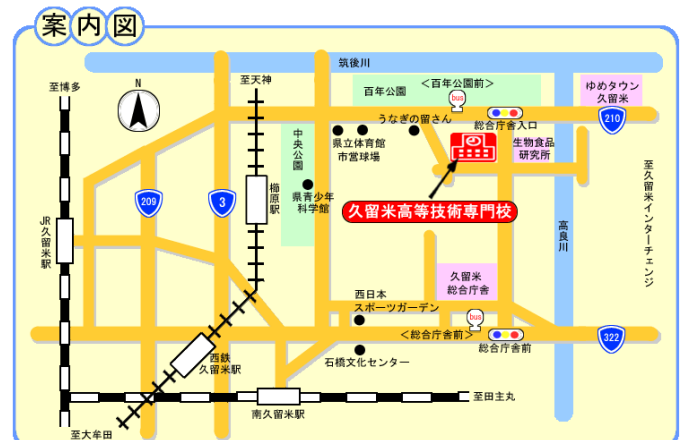 案内図
筑後川
至博多
N
至天神
百年公園
<百年公園前>
bus
ゆめタウン
久留米
うなぎの留さん
総合庁舎入口
210
中央公園
県立体育館
市営球場
生物食品
研究所
櫛原駅
県青少年
科学館
209
3
久留米高等技術専門校
至久留米インターチェンジ
JR久留米駅
高良川
久留米
総合庁舎
西日本
スポーツガーデン
bus
<総合庁舎前>
総合庁舎前
322
西鉄
久留米駅
石橋文化センター
至田主丸
南久留米駅
至大牟田